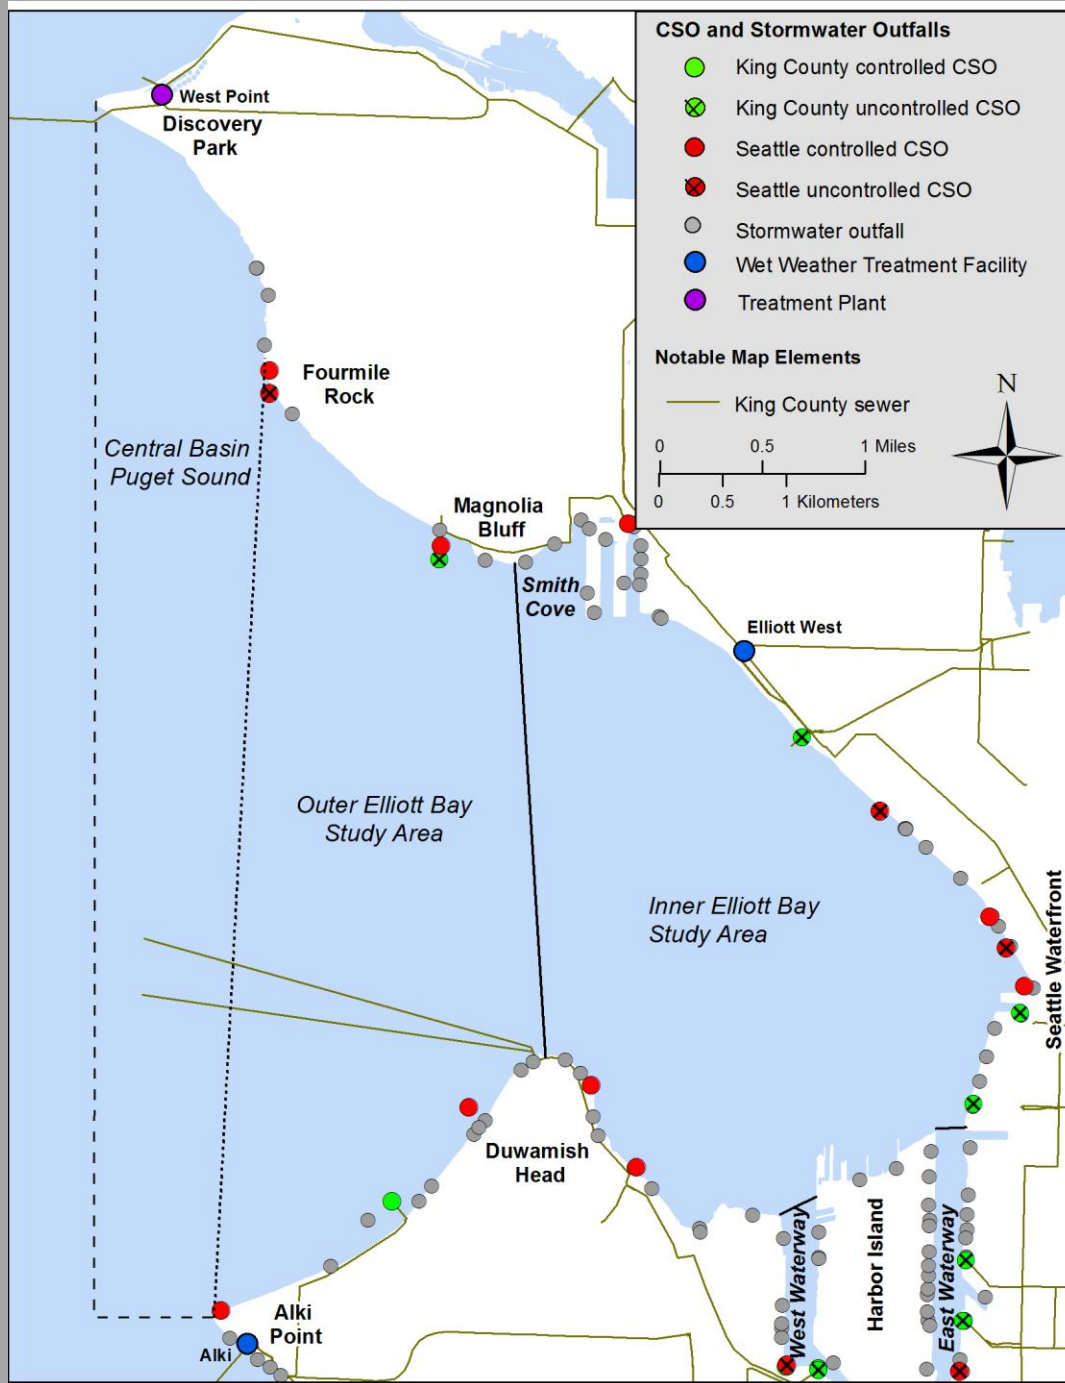 CSO and Stormwater Outfalls
King County controlled CSO
King County uncontrolled CSO
Seattle controlled CSO
Seattle uncontrolled CSO
Stormwater outfall
Wet Weather Treatment Facility
Treatment Plant
Notable Map Elements
King County sewer
N
0 0.5 1 Miles
0 0.5 1 Kilometers
West Point
Discovery
Park
Fourmile
Rock
Central Basin
Puget Sound
Magnolia
Bluff
Smith
Cove
Elliott West
Outer Elliott Bay
Study Area
Inner Elliott Bay
Study Area
Seattle Waterfront
Duwamish
Head
West Waterway
Harbor Island
East Waterway
Alki
Point
Alki